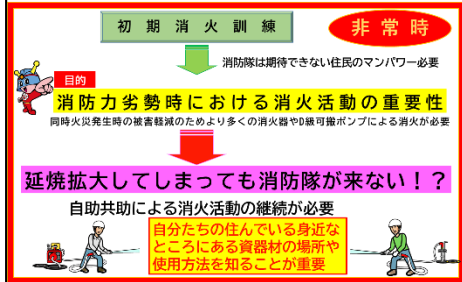 初期消火訓練
非常時
消防隊は期待できない住民のマンパワー必要
目的
消防力劣勢時における消火活動の重要性
同時火災発生時の被害軽減のためより多くの消火器やD級可搬ポンプによる消火が必要
延焼拡大してしまっても消防隊が来ない！？
自助共助による消火活動の継続が必要
自分たちの住んでいる身近な
ところにある資器材の場所や
使用方法を知ることが重要